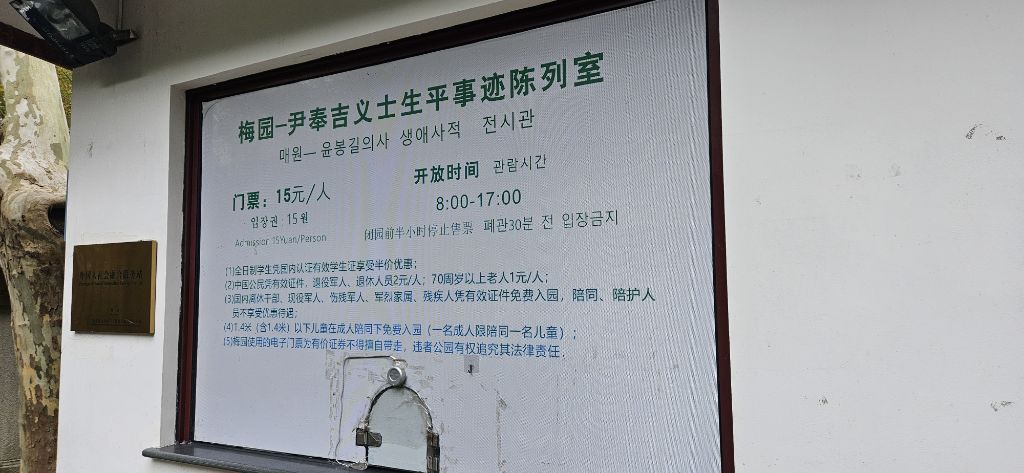 梅园—尹奉吉义士生平事迹陈列室
매원— 윤봉길의사 생애사적 전시관
门票：15元/人
입장권 : 15 원
Admission:15Yuan/Person
开放时间 관람시간
8:00-17:00
闭园前半小时停止售票 폐관30분 전 입장금지
(1)全日制学生凭国内认证有效学生证享受半价优惠；
(2)中国公民凭有效证件，退役军人、退休人员2元/人；70周岁以上老人1元/人；
(3)国内离休干部、现役军人、伤残军人、军烈家属、残疾人凭有效证件免费入园，陪同、陪护人
员不享受优惠待遇；
(4)1.4米（含1.4米）以下儿童在成人陪同下免费入园（一名成人限陪同一名儿童）；
(5)梅园使用的电子门票为有价证券不得擅自带走，违者公园有权追究其法律责任．